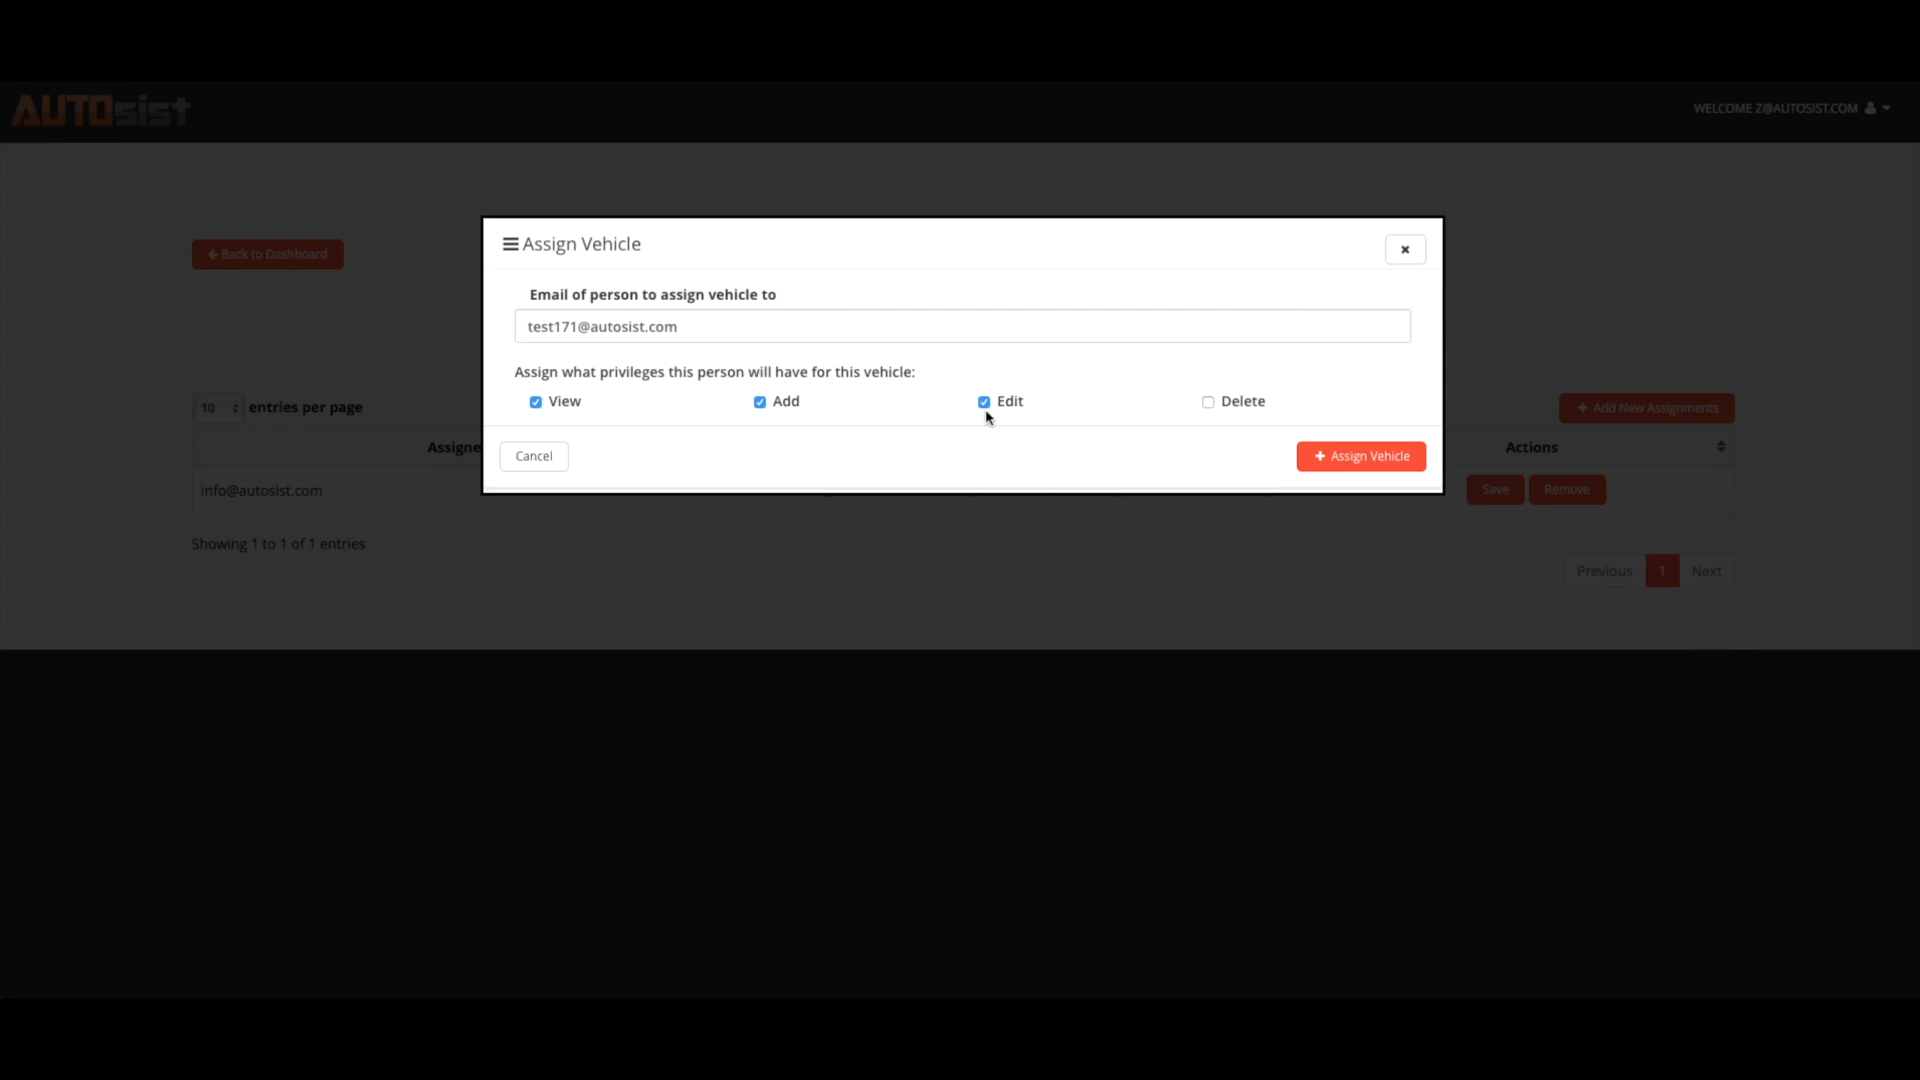 AUTOsist
WELCOME Z@AUTOSIST.COM
Back to Dashboard
Assign Vehicle
Email of person to assign vehicle to
test171@autosist.com
Assign what privileges this person will have for this vehicle:
View Add Edit Delete
Cancel
+ Assign Vehicle
10 entries per page
+ Add New Assignments
Assigne
Actions
info@autosist.com
Save Remove
Showing 1 to 1 of 1 entries
Previous 1 Next